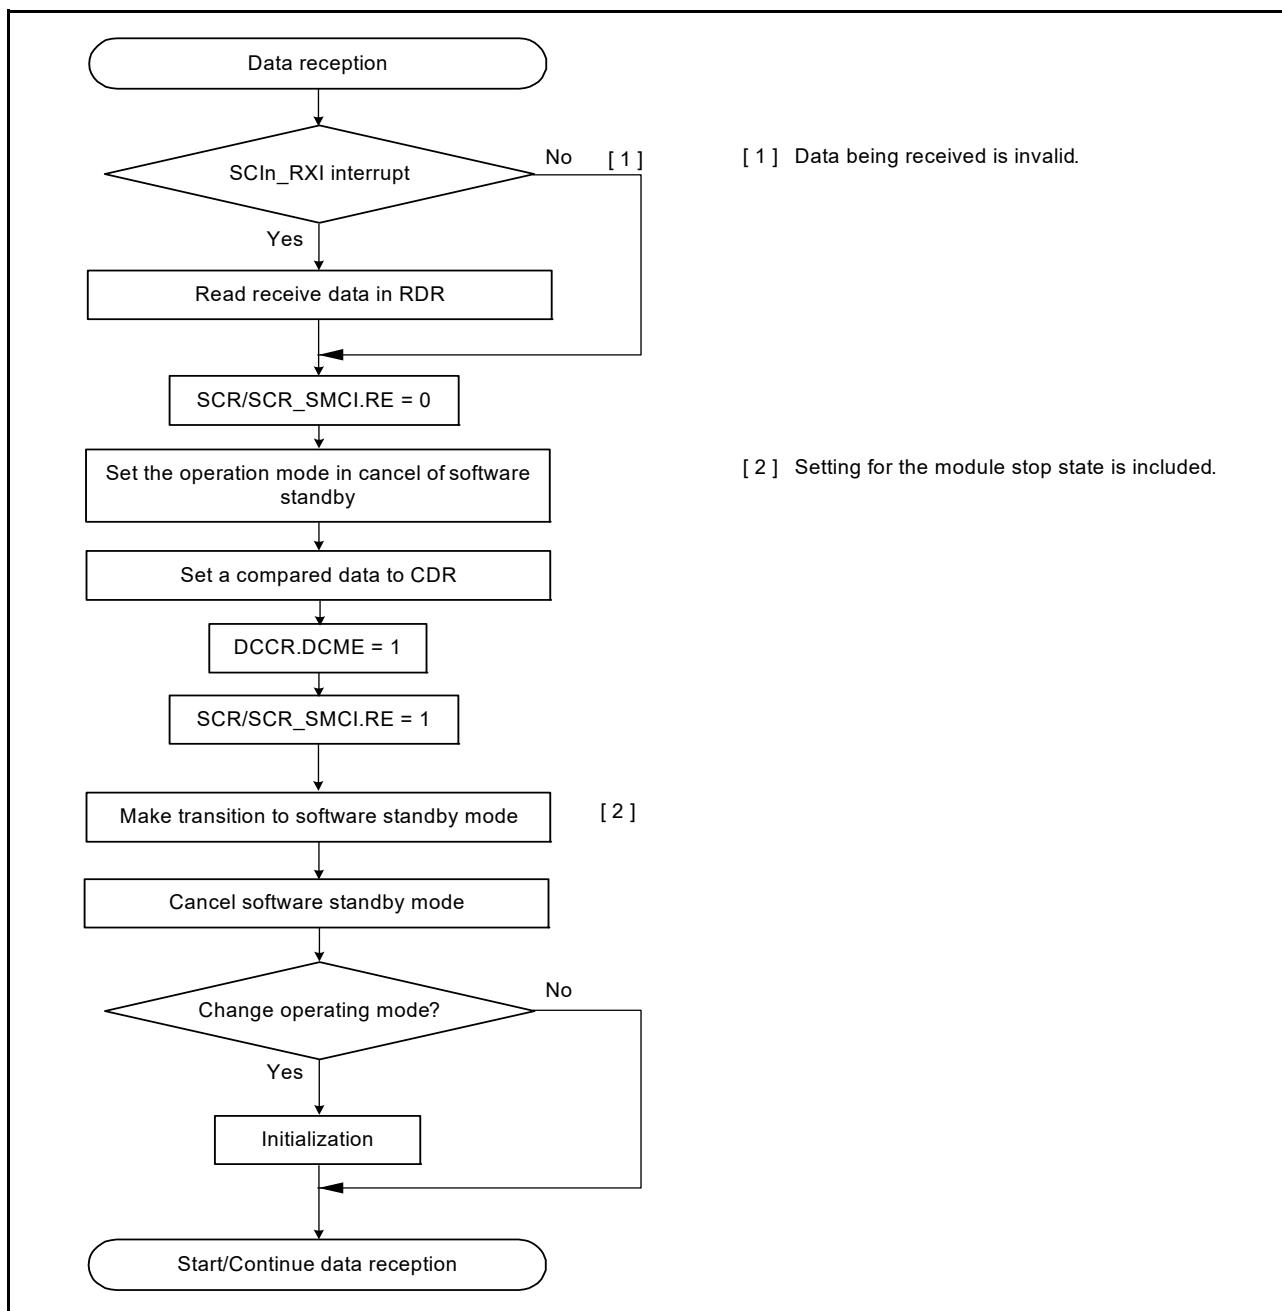 Data reception
SCIn_RXI interrupt
No
[ 1 ]
[ 1 ] Data being received is invalid.
Yes
Read receive data in RDR
SCR/SCR_SMCI.RE = 0
Set the operation mode in cancel of software
standby
[ 2 ] Setting for the module stop state is included.
Set a compared data to CDR
DCCR.DCME = 1
SCR/SCR_SMCI.RE = 1
Make transition to software standby mode
[ 2 ]
Cancel software standby mode
Change operating mode?
No
Yes
Initialization
Start/Continue data reception